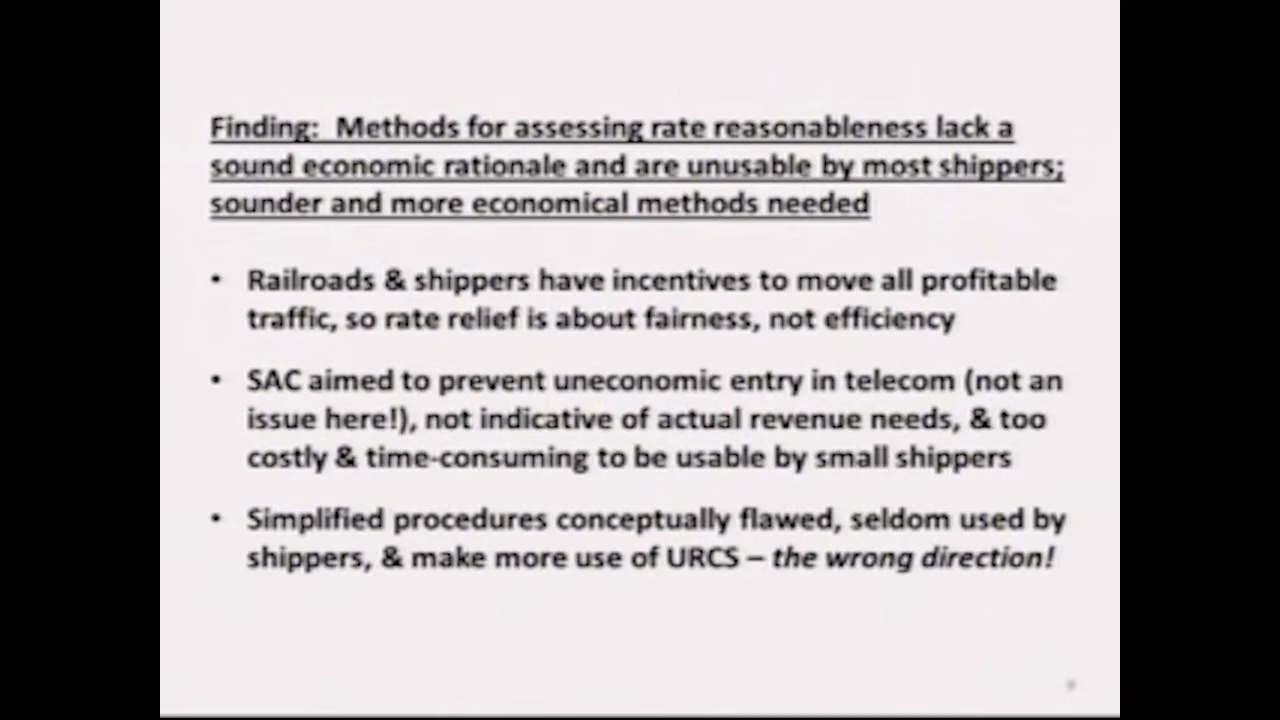 Finding:  Methods for assessing rate reasonableness lack a
sound economic rationale and are unusable by most shippers;
sounder and more economical methods needed
• Railroads & shippers have incentives to move all profitable
traffic, so rate relief is about fairness, not efficiency
• SAC aimed to prevent uneconomic entry in telecom (not an
issue here!), not indicative of actual revenue needs, & too
costly & time-consuming to be usable by small shippers
• Simplified procedures conceptually flawed, seldom used by
shippers, & make more use of URCS – the wrong direction!